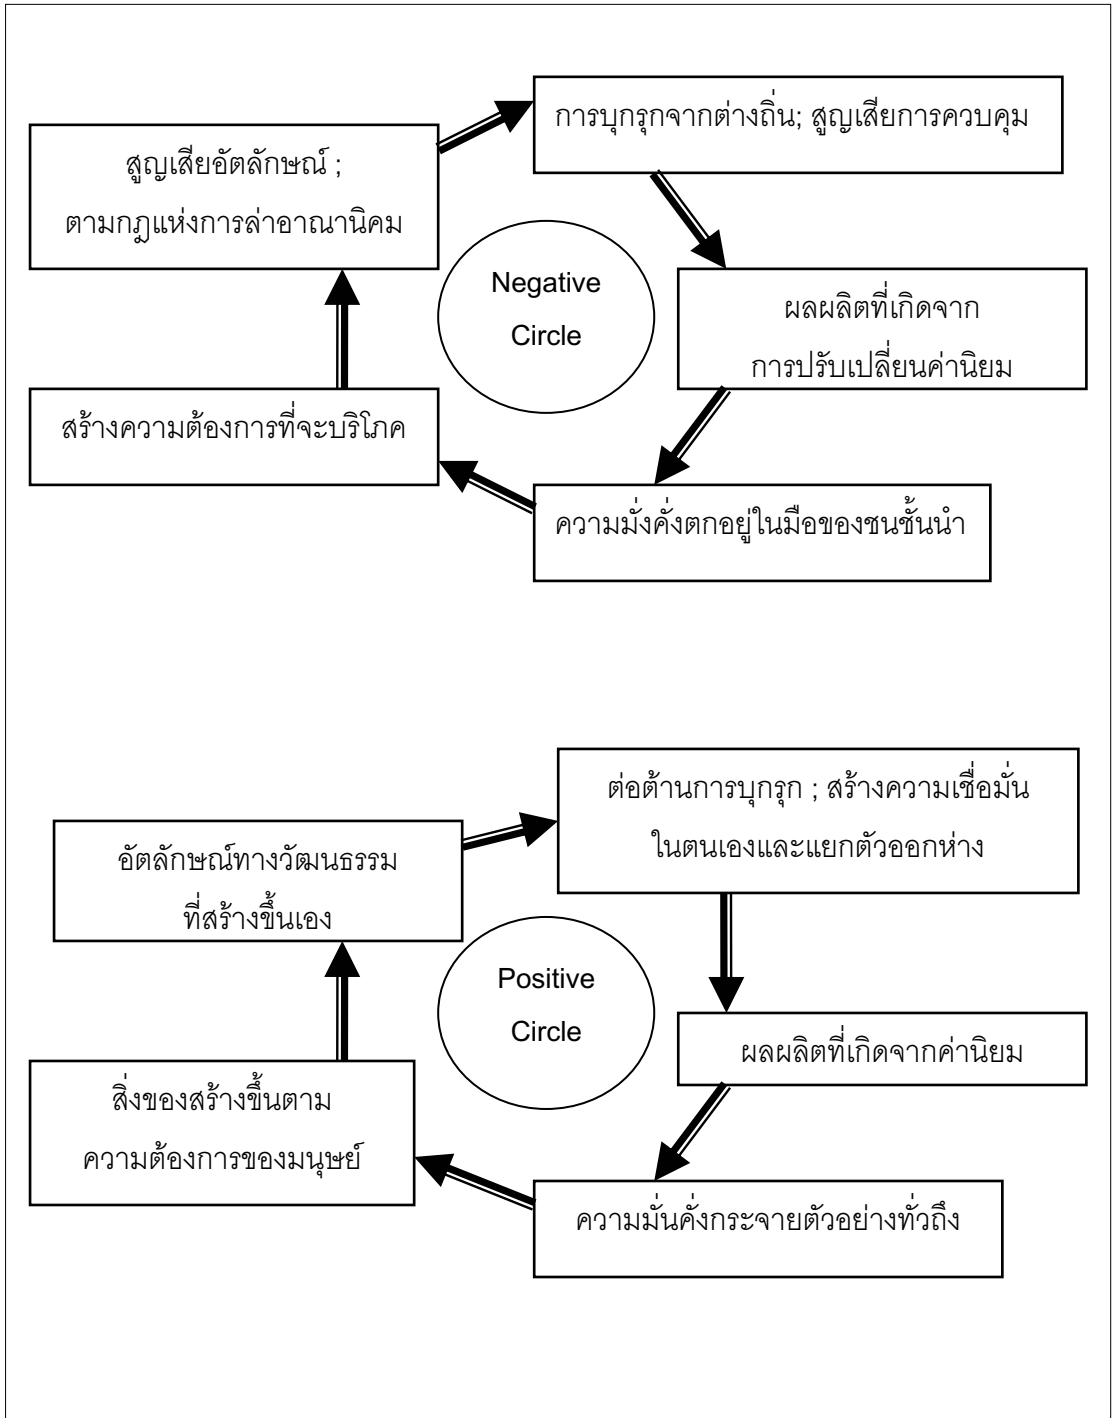 การบุกรุกจากต่างถิ่น; สูญเสียการควบคุม
สูญเสียอัตลักษณ์ ;
ตามกฎแห่งการล่าอาณานิคม
Negative
Circle
ผลผลิตที่เกิดจาก
การปรับเปลี่ยนค่านิยม
สร้างความต้องการที่จะบริโภค
ความมั่งคั่งตกอยู่ในมือของชนชั้นนำ
ต่อต้านการบุกรุก ; สร้างความเชื่อมั่น
ในตนเองและแยกตัวออกห่าง
อัตลักษณ์ทางวัฒนธรรม
ที่สร้างขึ้นเอง
Positive
Circle
ผลผลิตที่เกิดจากค่านิยม
สิ่งของสร้างขึ้นตาม
ความต้องการของมนุษย์
ความมั่นคั่งกระจายตัวอย่างทั่วถึง